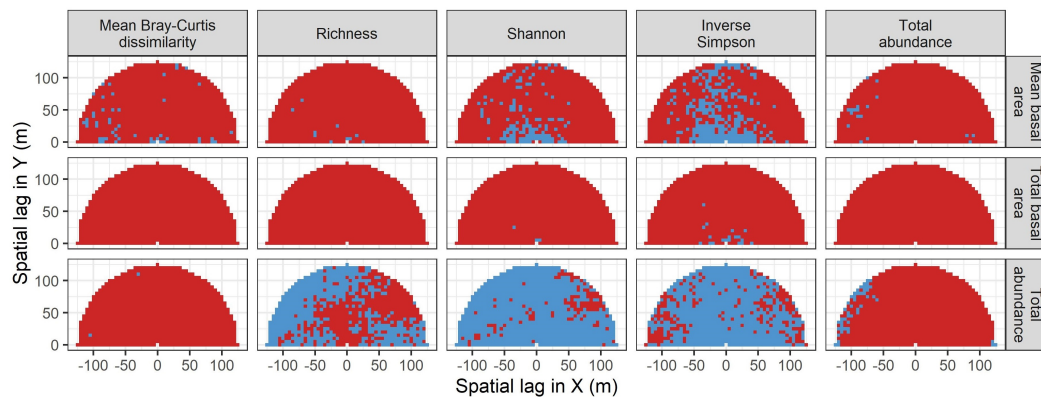 Mean Bray-Curtis
dissimilarity
Richness
Shannon
Inverse
Simpson
Total
abundance
100
50
0
Mean basal
area
100
50
0
Total basal
area
100
50
0
Total
abundance
-100 -50 0 50 100
-100 -50 0 50 100
-100 -50 0 50 100
-100 -50 0 50 100
-100 -50 0 50 100
Spatial lag in X (m)
Spatial lag in Y (m)